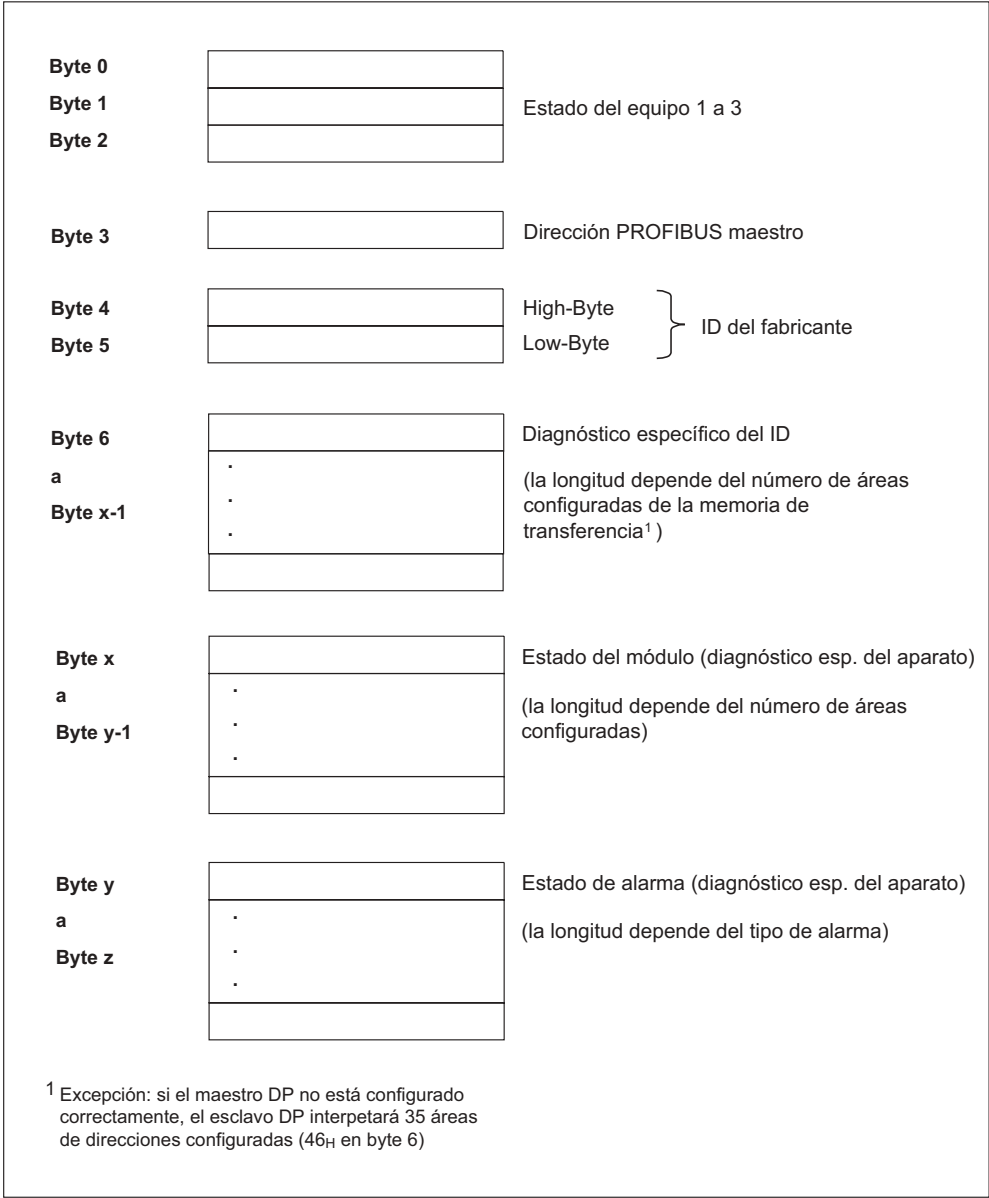 Byte 0
Byte 1
Byte 2
Estado del equipo 1 a 3
Byte 3
Dirección PROFIBUS maestro
Byte 4
High-Byte
Byte 5
Low-Byte
ID del fabricante
Byte 6
a
Byte x-1
Diagnóstico específico del ID
(la longitud depende del número de áreas
configuradas de la memoria de
transferencia1 )
Byte x
a
Byte y-1
Estado del módulo (diagnóstico esp. del aparato)
(la longitud depende del número de áreas
configuradas)
Byte y
a
Byte z
Estado de alarma (diagnóstico esp. del aparato)
(la longitud depende del tipo de alarma)
1 Excepción: si el maestro DP no está configurado
correctamente, el esclavo DP interpetará 35 áreas
de direcciones configuradas (46H en byte 6)